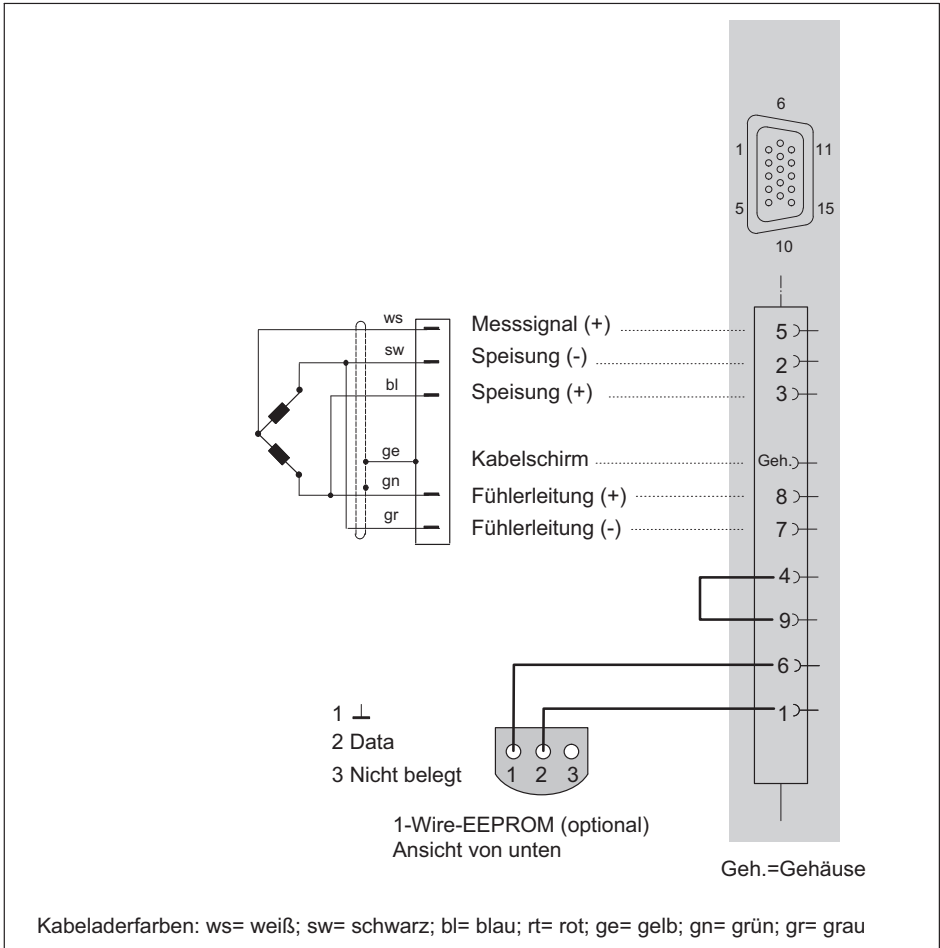 6
1 11
5 15
10
ws Messsignal (+) 5
sw Speisung (-) 2
bl Speisung (+) 3
ge Kabelschirm Geh.
gn Fühlerleitung (+) 8
gr Fühlerleitung (-) 7
4
9
6
1
1 ⊥
2 Data
3 Nicht belegt
1 2 3
1-Wire-EEPROM (optional)
Ansicht von unten
Geh.=Gehäuse
Kabeladerfarben: ws= weiß; sw= schwarz; bl= blau; rt= rot; ge= gelb; gn= grün; gr= grau